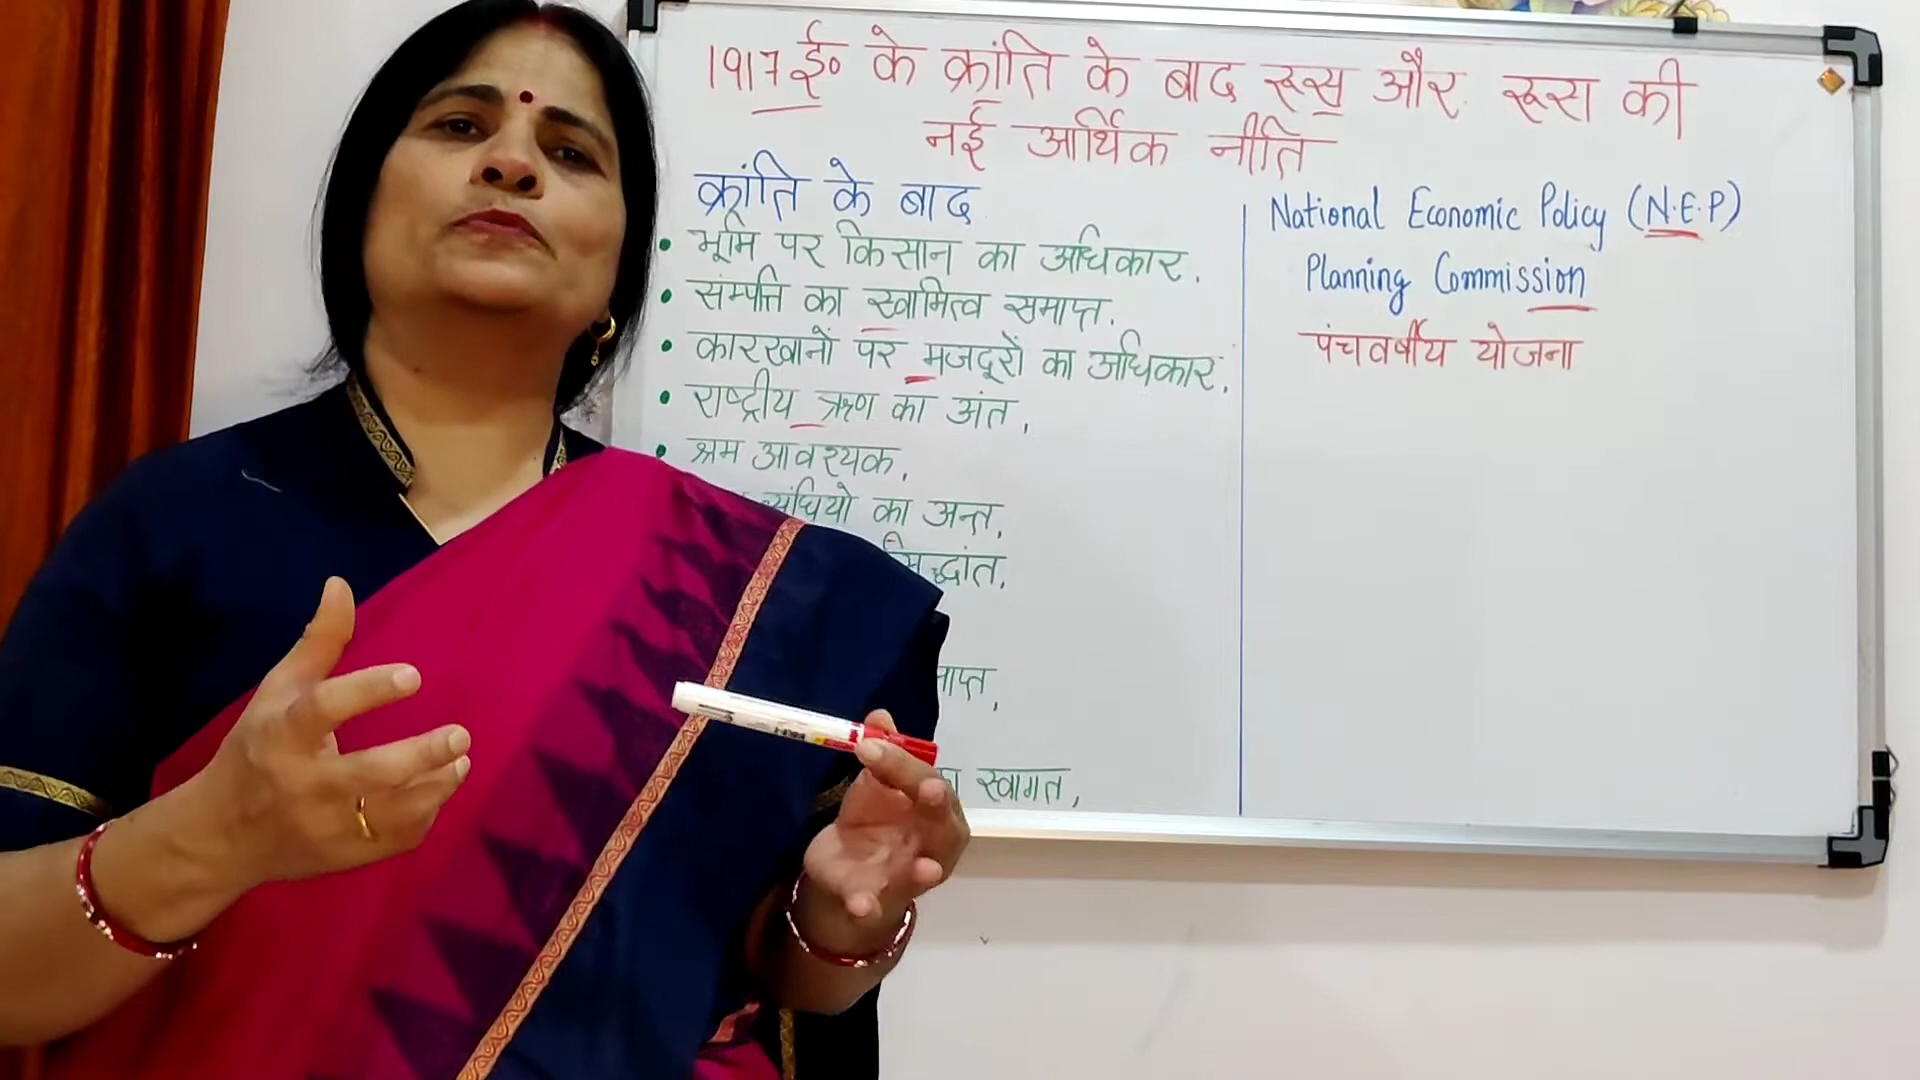 1917 ई० के क्रांति के बाद रूस और रूस की
नई आर्थिक नीति
क्रांति के बाद
• भूमि पर किसान का अधिकार.
• संम्पत्ति का स्वामित्व समाप्त.
• कारखानों पर मजदूरों का अधिकार.
• राष्ट्रीय ऋण का अंत.
• श्रम आवश्यक.
संधियो का अन्त.
सिद्धांत.
स्वागत,
National Economic Policy (N.E.P)
Planning Commission
पंचवर्षीय योजना